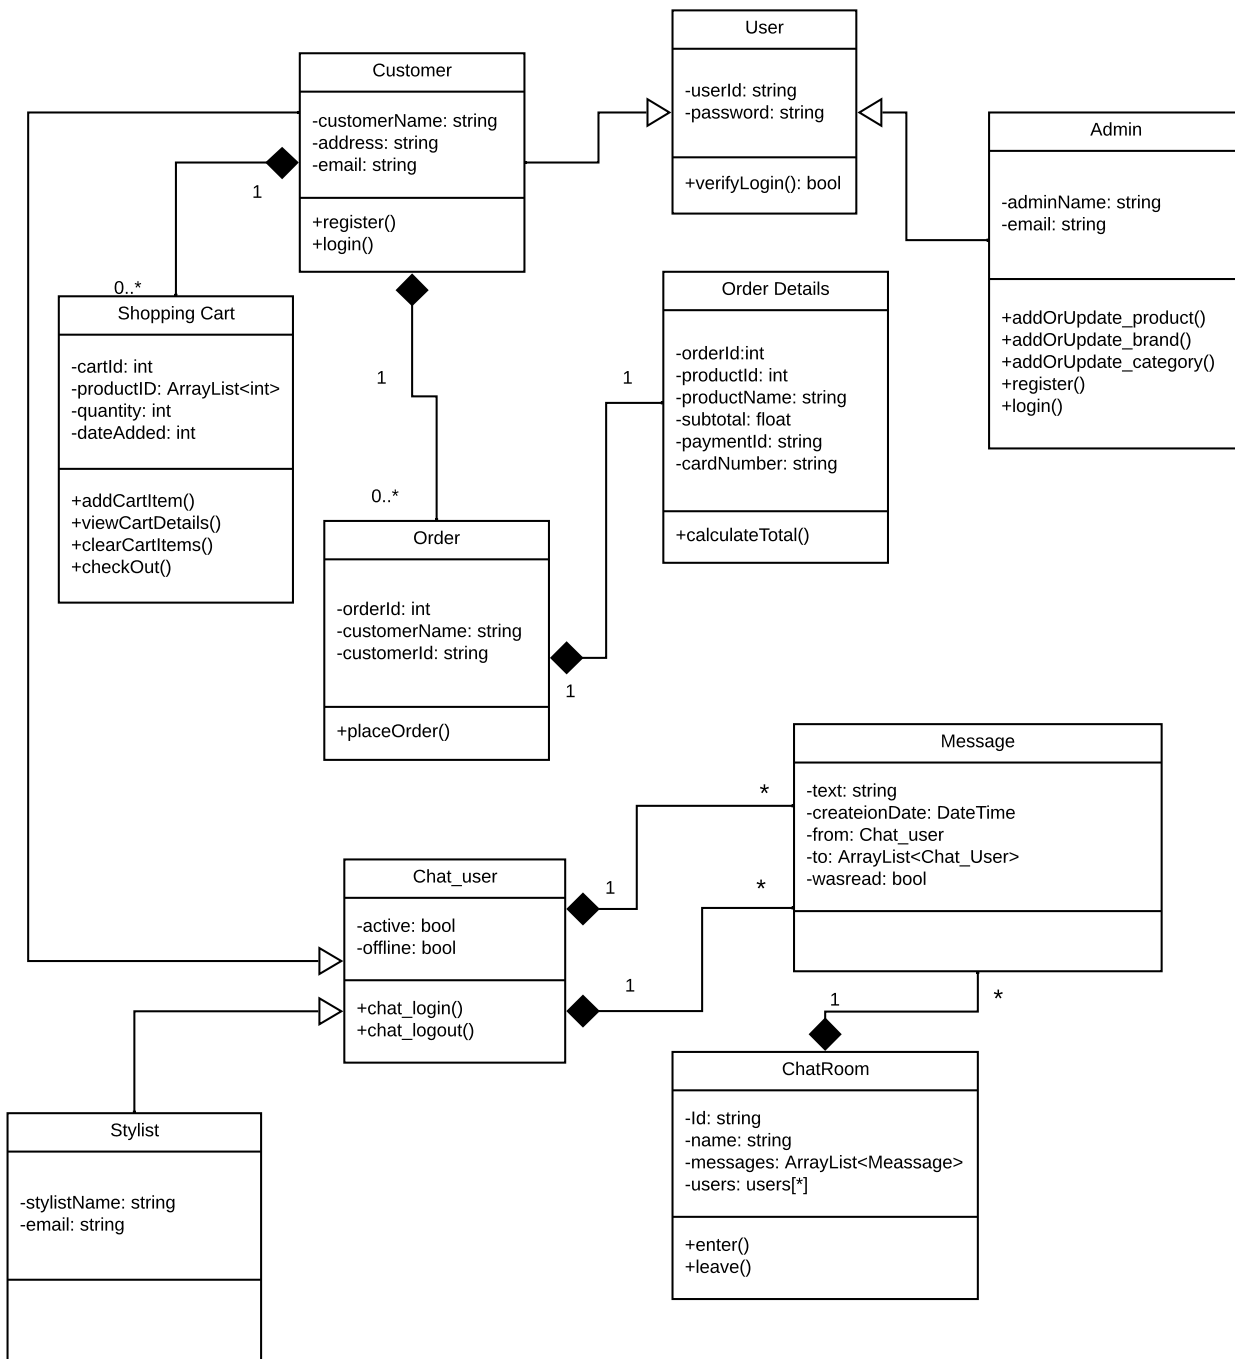 User
-userId: string
-password: string
+verifyLogin(): bool
Customer
-customerName: string
-address: string
-email: string
+register()
+login()
Admin
-adminName: string
-email: string
+addOrUpdate_product()
+addOrUpdate_brand()
+addOrUpdate_category()
+register()
+login()
1
0..*
Shopping Cart
-cartId: int
-productID: ArrayList<int>
-quantity: int
-dateAdded: int
+addCartItem()
+viewCartDetails()
+clearCartItems()
+checkOut()
1
0..*
Order Details
-orderId:int
-productId: int
-productName: string
-subtotal: float
-paymentId: string
-cardNumber: string
+calculateTotal()
1
Order
-orderId: int
-customerName: string
-customerId: string
+placeOrder()
1
Message
-text: string
-createionDate: DateTime
-from: Chat_user
-to: ArrayList<Chat_User>
-wasread: bool
*
*
Chat_user
-active: bool
-offline: bool
+chat_login()
+chat_logout()
1
1
1
*
ChatRoom
-Id: string
-name: string
-messages: ArrayList<Meassage>
-users: users[*]
+enter()
+leave()
Stylist
-stylistName: string
-email: string